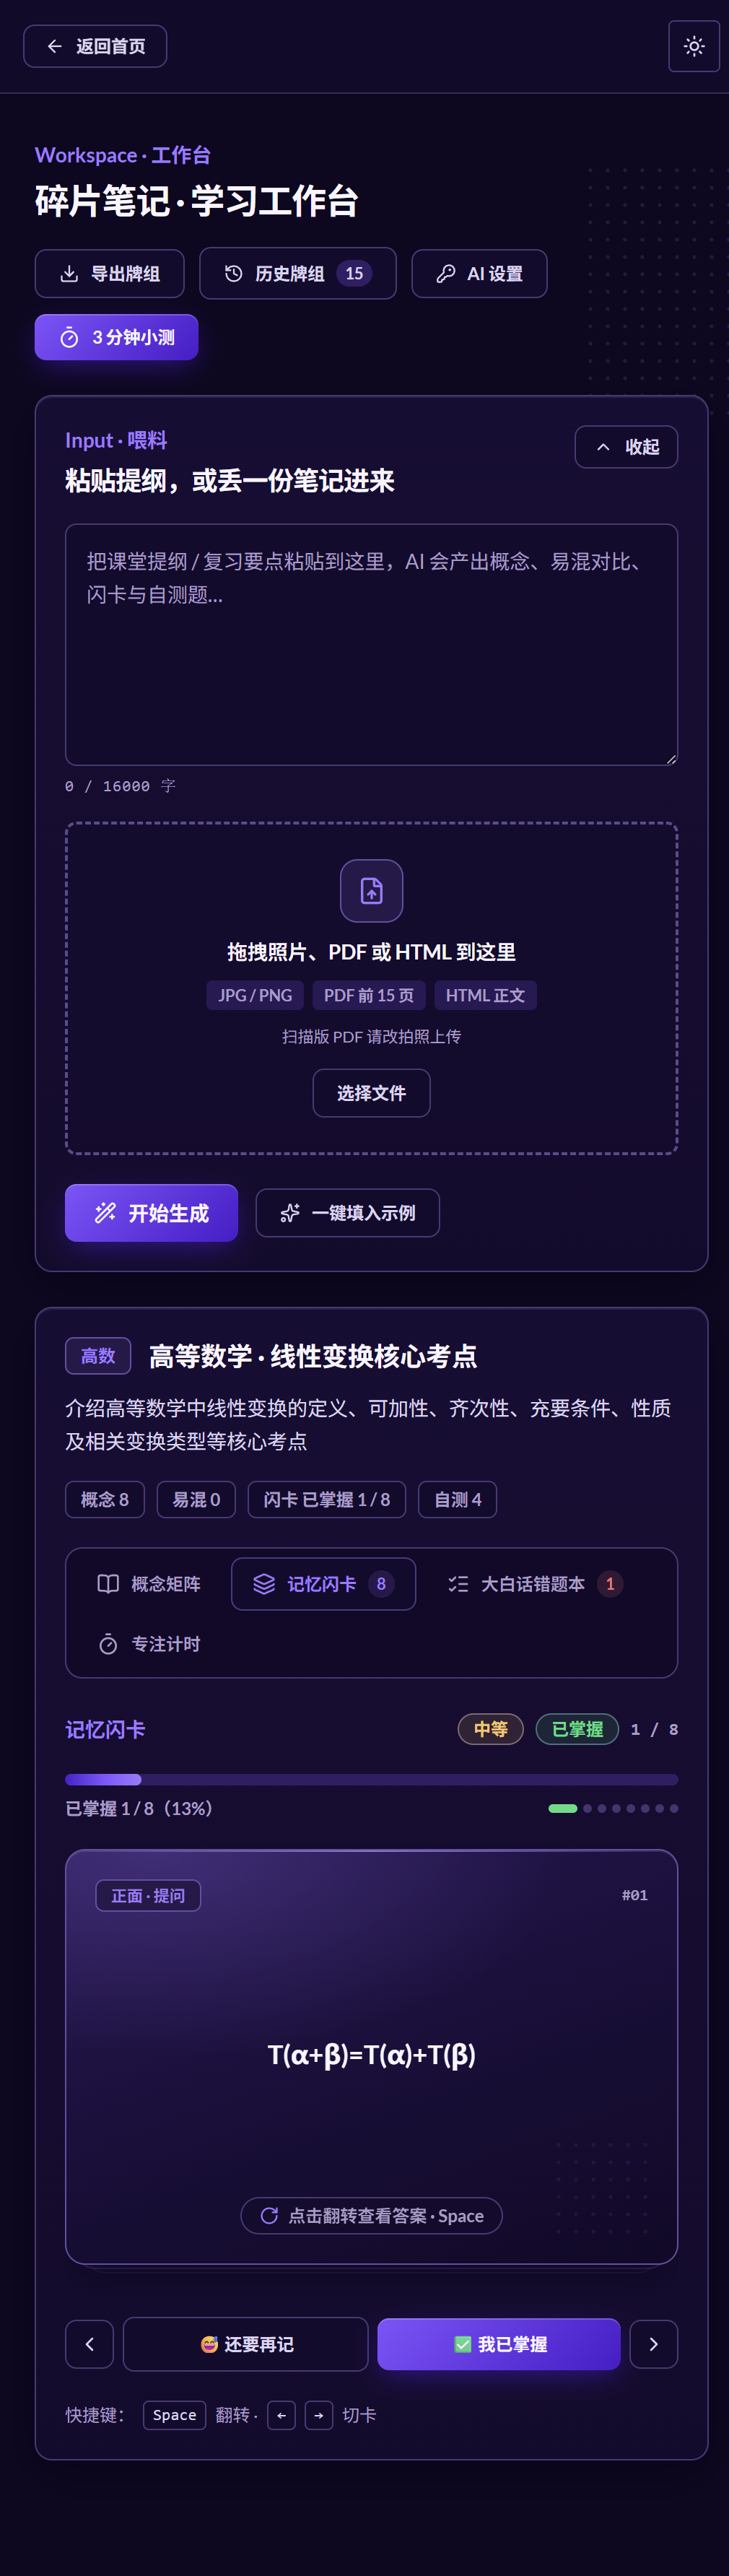 返回首页
Workspace · 工作台
碎片笔记 · 学习工作台
导出牌组
历史牌组 15
AI 设置
3 分钟小测
Input · 喂料
收起
粘贴提纲，或丢一份笔记进来
把课堂提纲 / 复习要点粘贴到这里，AI 会产出概念、易混对比、
闪卡与自测题...
0 / 16000 字
拖拽照片、PDF 或 HTML 到这里
JPG / PNG
PDF 前 15 页
HTML 正文
扫描版 PDF 请改拍照上传
选择文件
开始生成
一键填入示例
高数
高等数学 · 线性变换核心考点
介绍高等数学中线性变换的定义、可加性、齐次性、充要条件、性质
及相关变换类型等核心考点
概念 8
易混 0
闪卡 已掌握 1 / 8
自测 4
概念矩阵
记忆闪卡 8
大白话错题本 1
专注计时
记忆闪卡
中等
已掌握
1 / 8
已掌握 1 / 8（13%）
正面 · 提问
#01
T(α+β)=T(α)+T(β)
点击翻转查看答案 · Space
😅 还要再记
✅ 我已掌握
快捷键： Space 翻转 · ← → 切卡